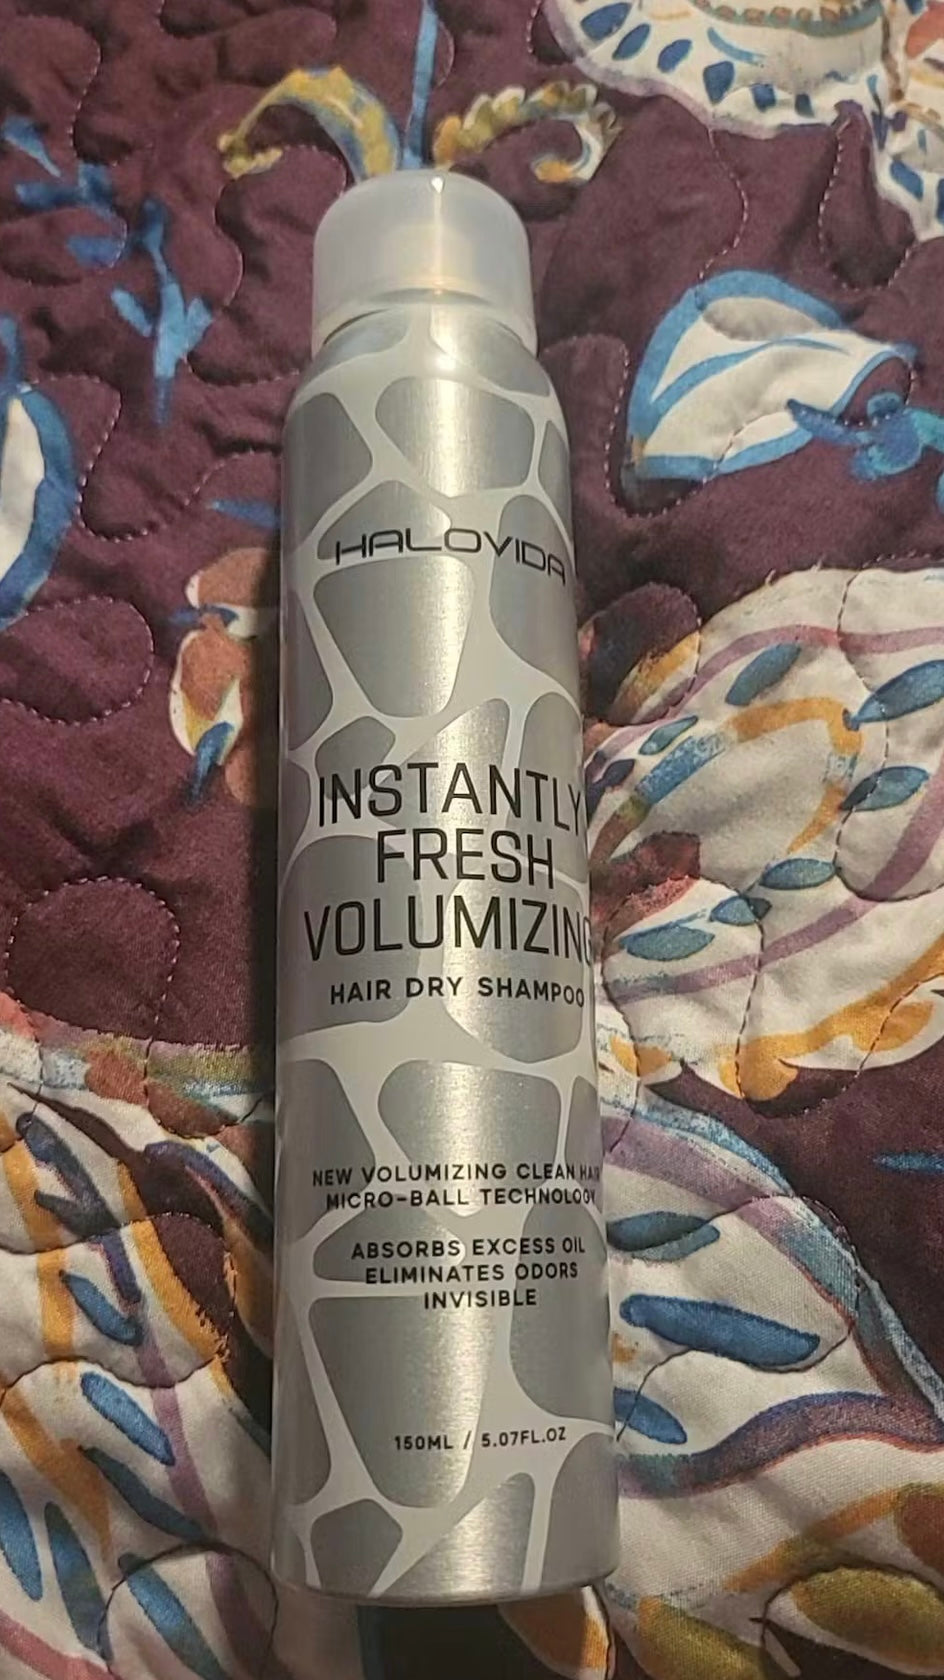 HALOVIDA
INSTANTLY
FRESH
VOLUMIZING
HAIR DRY SHAMPOO
NEW VOLUMIZING CLEAN HAIR
MICRO-BALL TECHNOLOGY
ABSORBS EXCESS OIL
ELIMINATES ODORS
INVISIBLE
150ML / 5.07FL.OZ